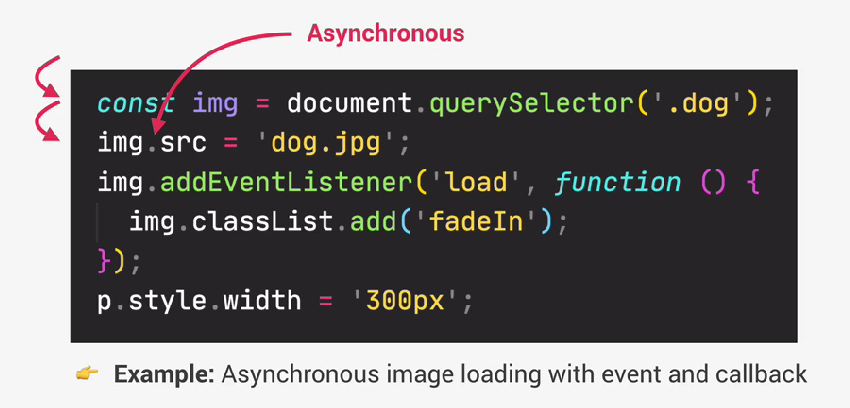 Asynchronous
const img = document.querySelector('.dog');
img.src = 'dog.jpg';
img.addEventListener('load', function () {
  img.classList.add('fadeIn');
});
p.style.width = '300px';
👉 Example: Asynchronous image loading with event and callback